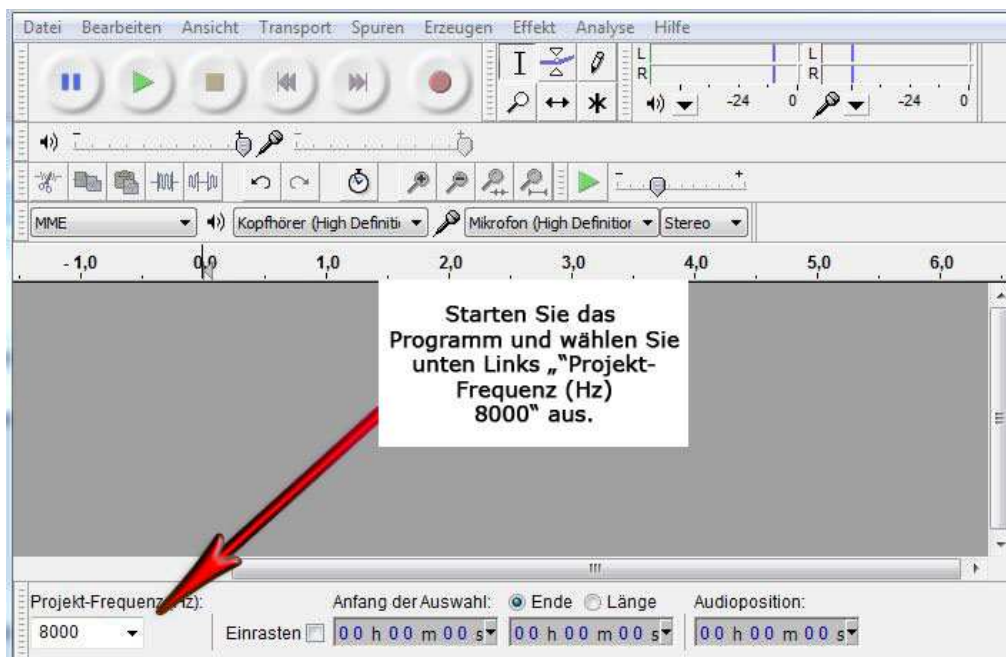 Datei Bearbeiten Ansicht Transport Spuren Erzeugen Effekt Analyse Hilfe
L
R
-24 0
L
R
-24 0
- +
- +
- +
MME
Kopfhörer (High Definiti
Mikrofon (High Definitior
Stereo
- 1,0 0,0 1,0 2,0 3,0 4,0 5,0 6,0
Starten Sie das
Programm und wählen Sie
unten Links „“Projekt-
Frequenz (Hz)
8000“ aus.
Projekt-Frequenz (Hz): Anfang der Auswahl: Ende Länge Audioposition:
8000 Einrasten 00 h 00 m 00 s 00 h 00 m 00 s 00 h 00 m 00 s